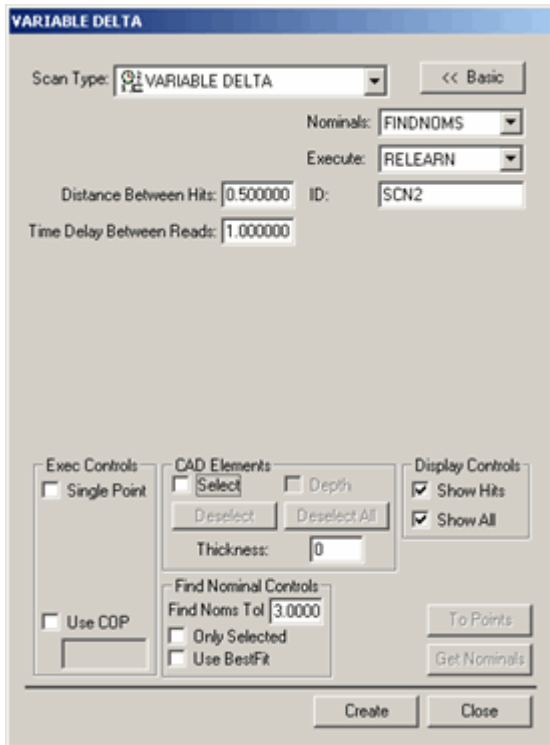 VARIABLE DELTA
Scan Type: VARIABLE DELTA << Basic
Nominals: FINDNOMS
Execute: RELEARN
Distance Between Hits: 0.500000 ID: SCN2
Time Delay Between Reads: 1.000000
Exec Controls CAD Elements Display Controls
Single Point Select Depth Show Hits
Deselect Deselect All Show All
Thickness: 0
Find Nominal Controls
Use COP Find Noms Tol 3.0000 To Points
Only Selected
Use BestFit Get Nominals
Create Close